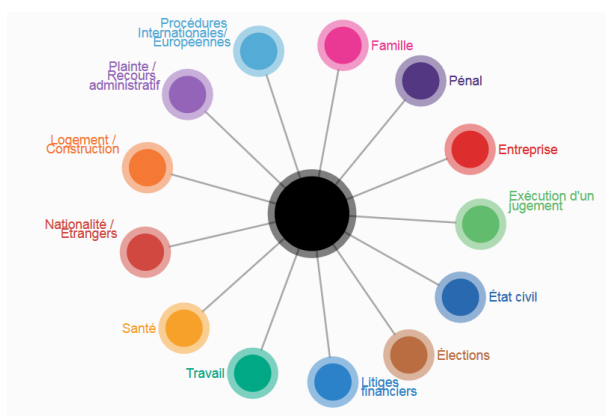 Procédures
Internationales/
Européennes
Famille
Plainte /
Recours
administratif
Pénal
Logement /
Construction
Entreprise
Exécution d'un
jugement
Nationalité /
Etrangers
État civil
Santé
Élections
Travail
Litiges
financiers